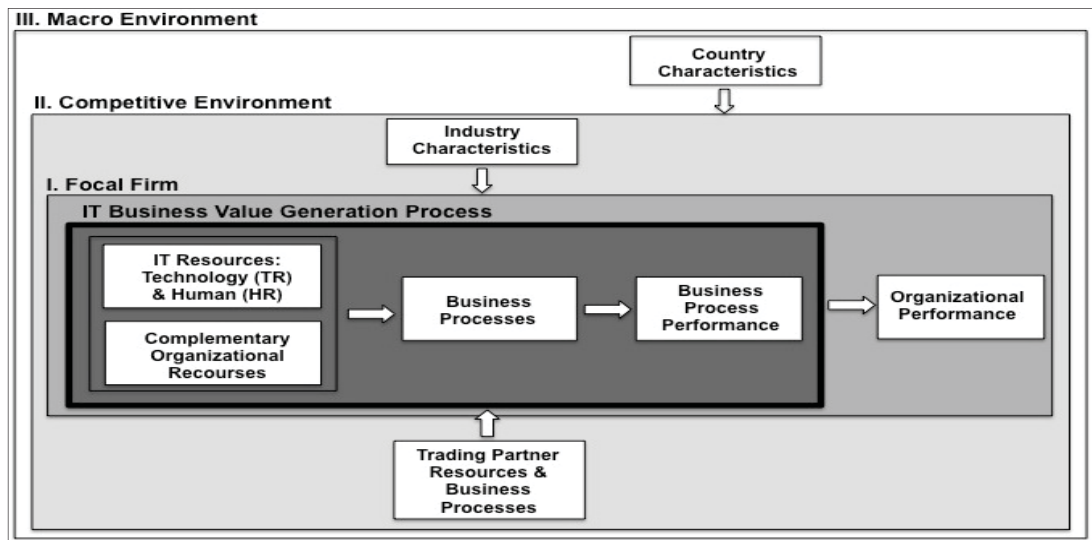 III. Macro Environment
Country
Characteristics
II. Competitive Environment
Industry
Characteristics
I. Focal Firm
IT Business Value Generation Process
IT Resources:
Technology (TR)
& Human (HR)
Complementary
Organizational
Recourses
Business
Processes
Business
Process
Performance
Organizational
Performance
Trading Partner
Resources &
Business
Processes